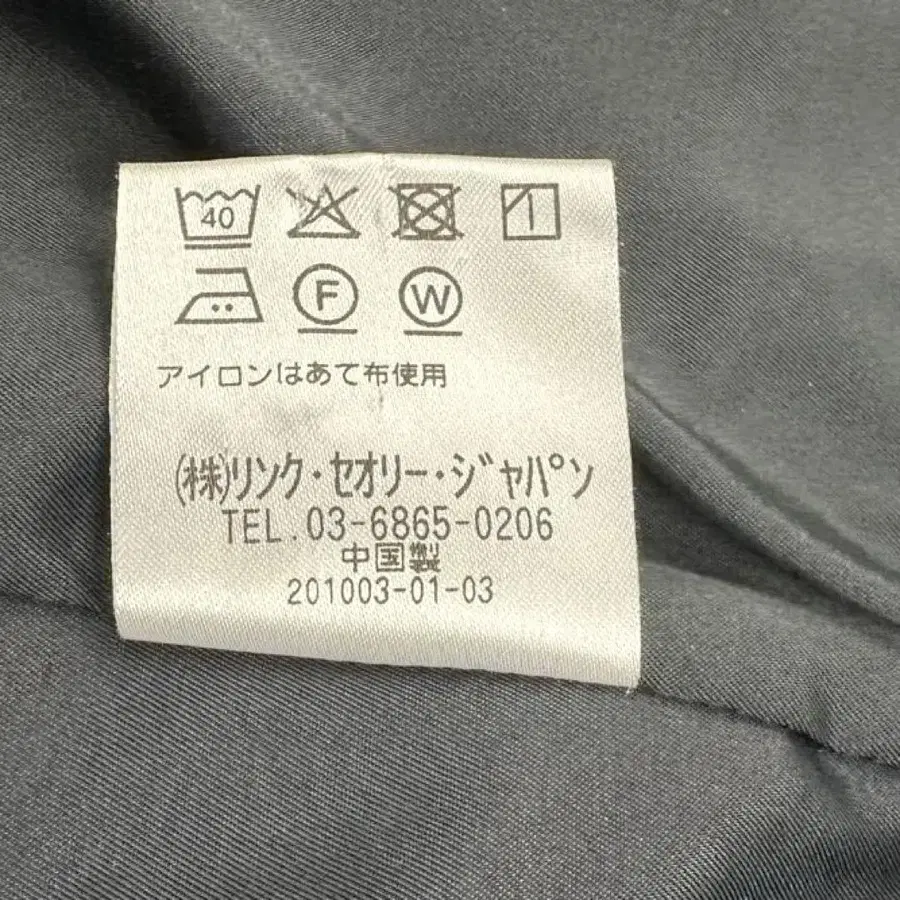 40
F W
アイロンはあて布使用
(株)リンク・セオリー・ジャパン
TEL.03-6865-0206
中国製
201003-01-03